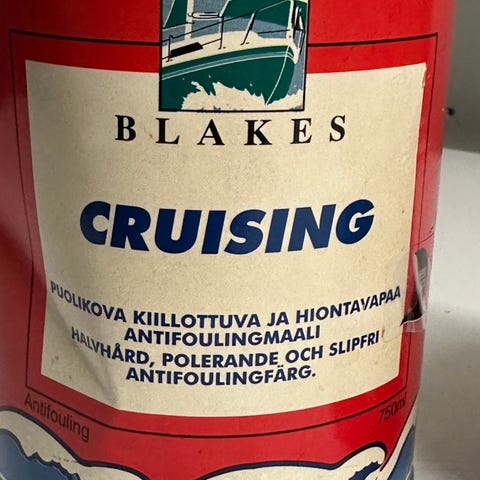 BLAKES
CRUISING
PUOLIKOVA KIILLOTTUVA JA HIONTAVAPAA
ANTIFOULINGMAALI
HALVHÅRD, POLERANDE OCH SLIPFRI
ANTIFOULINGFÄRG.
Antifouling
750ml